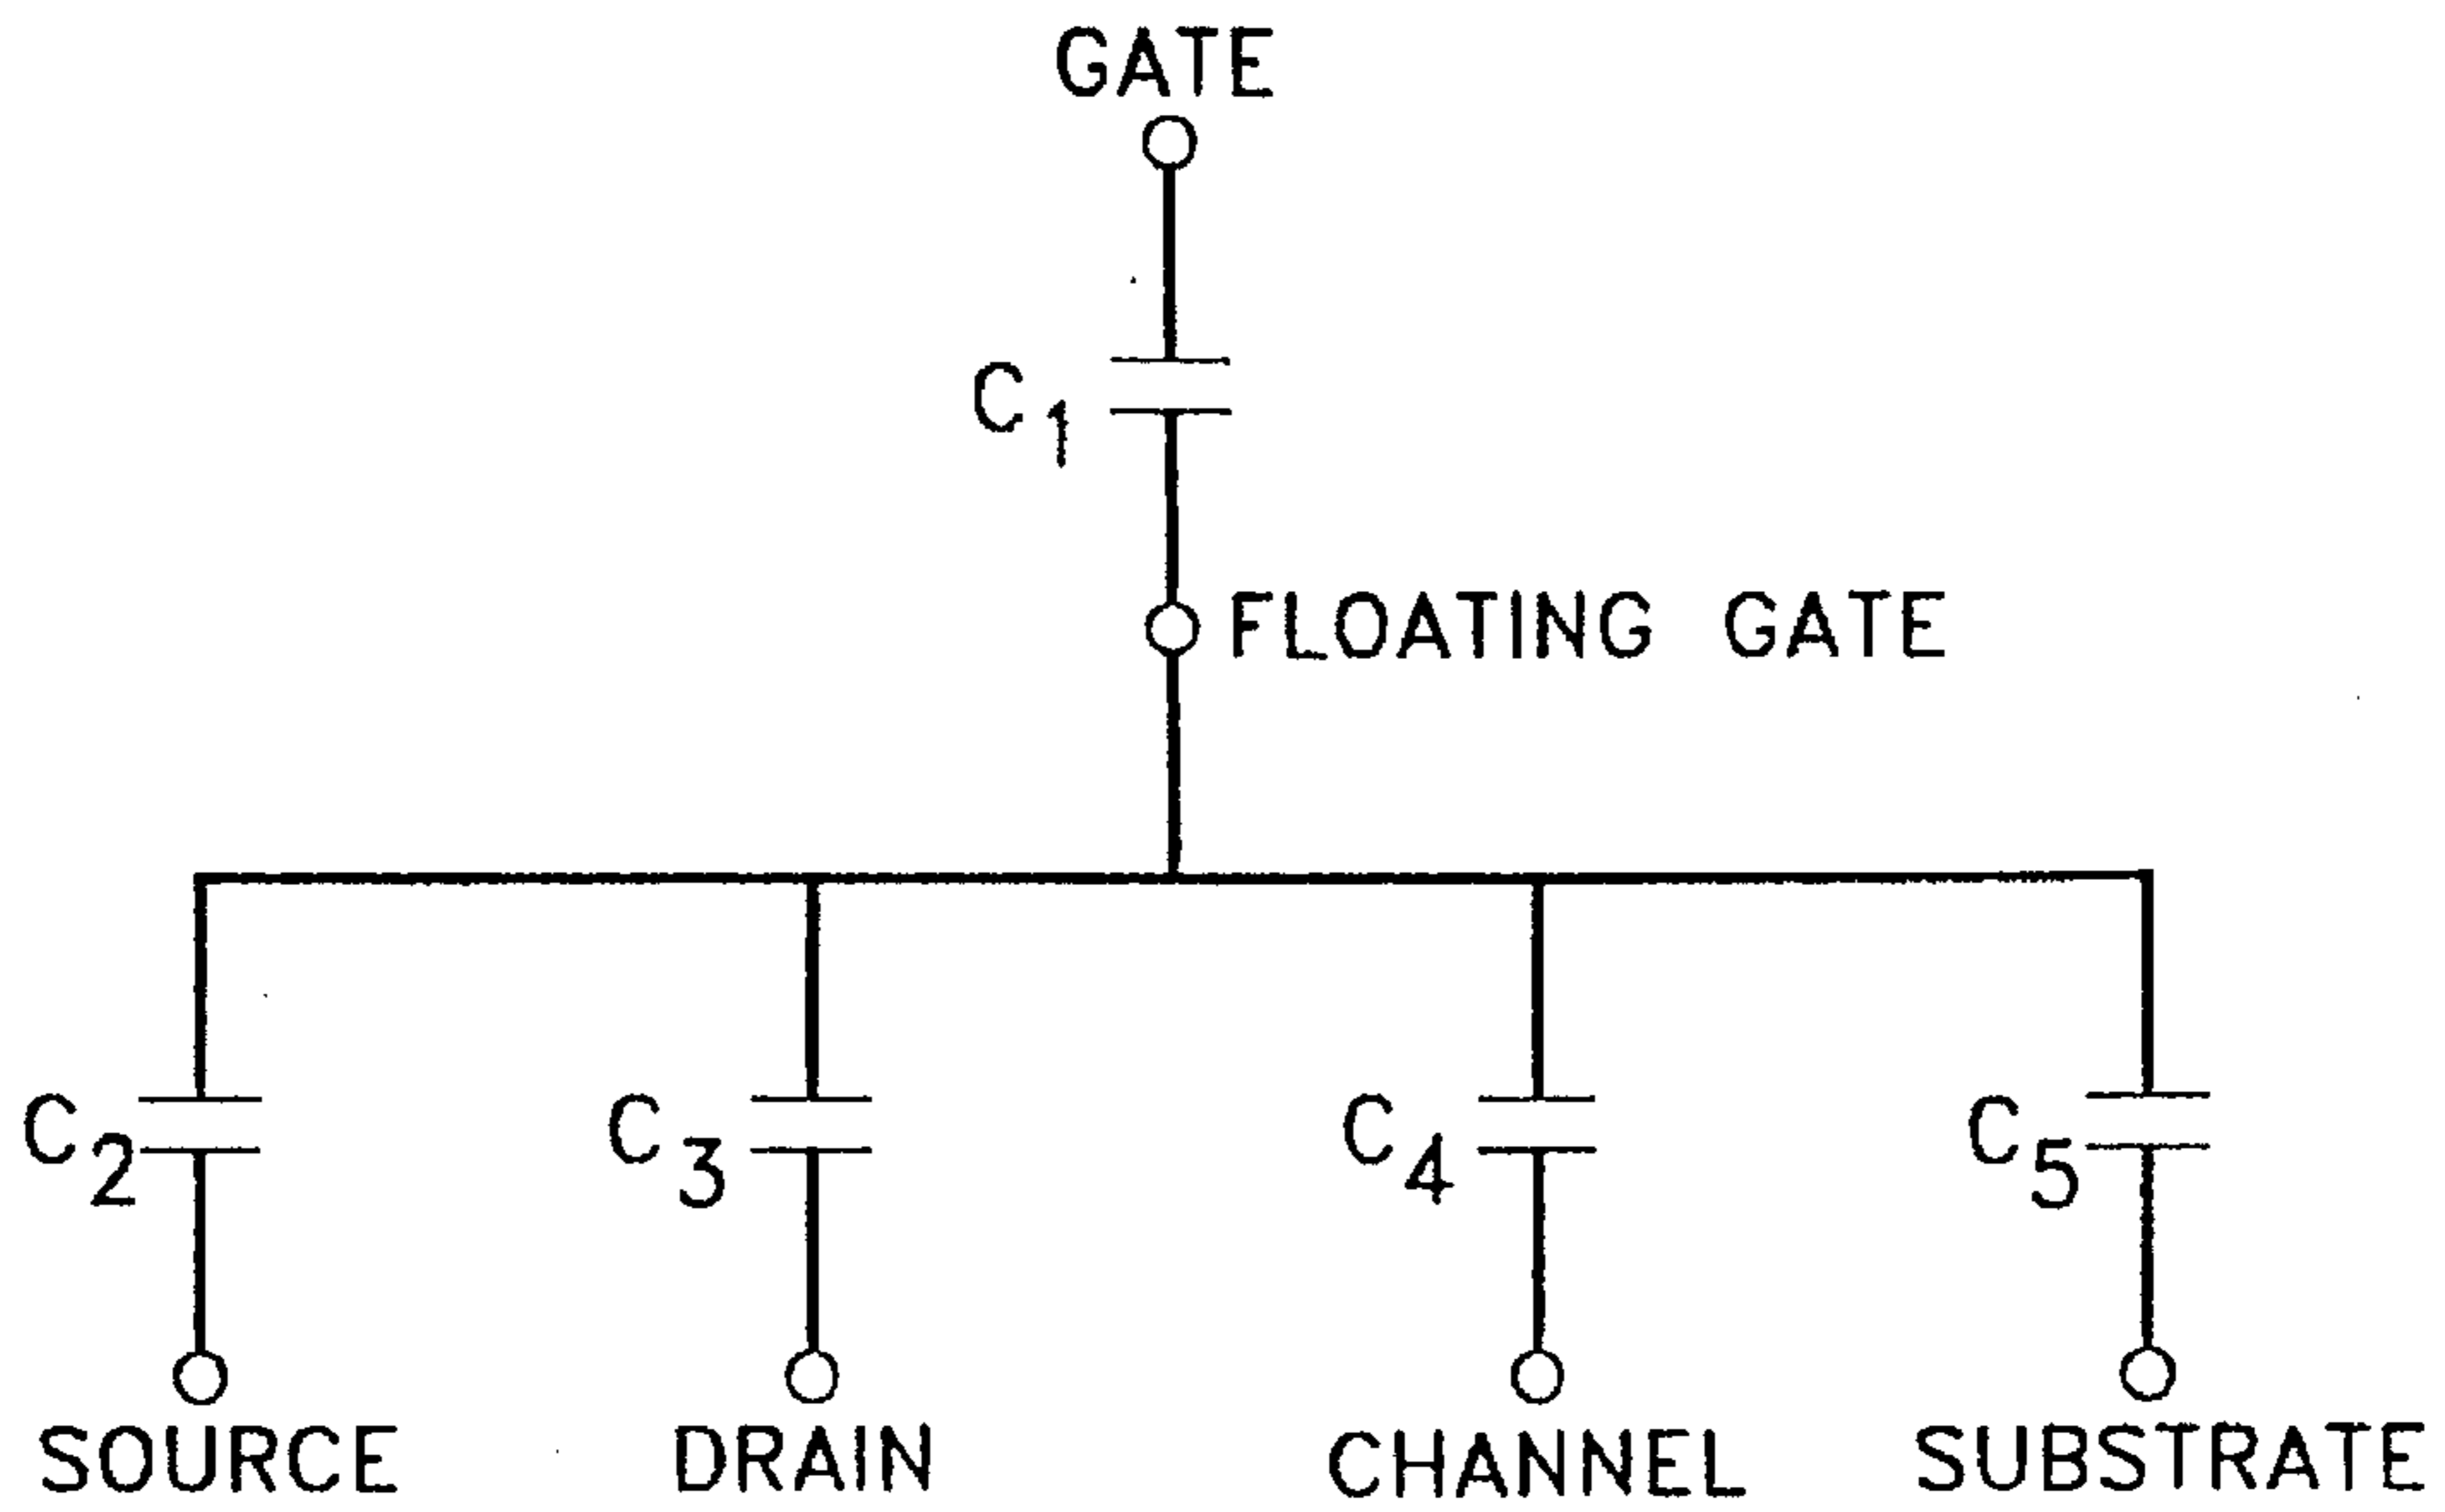 GATE
C1
FLOATING GATE
C2
C3
C4
C5
SOURCE
DRAIN
CHANNEL
SUBSTRATE